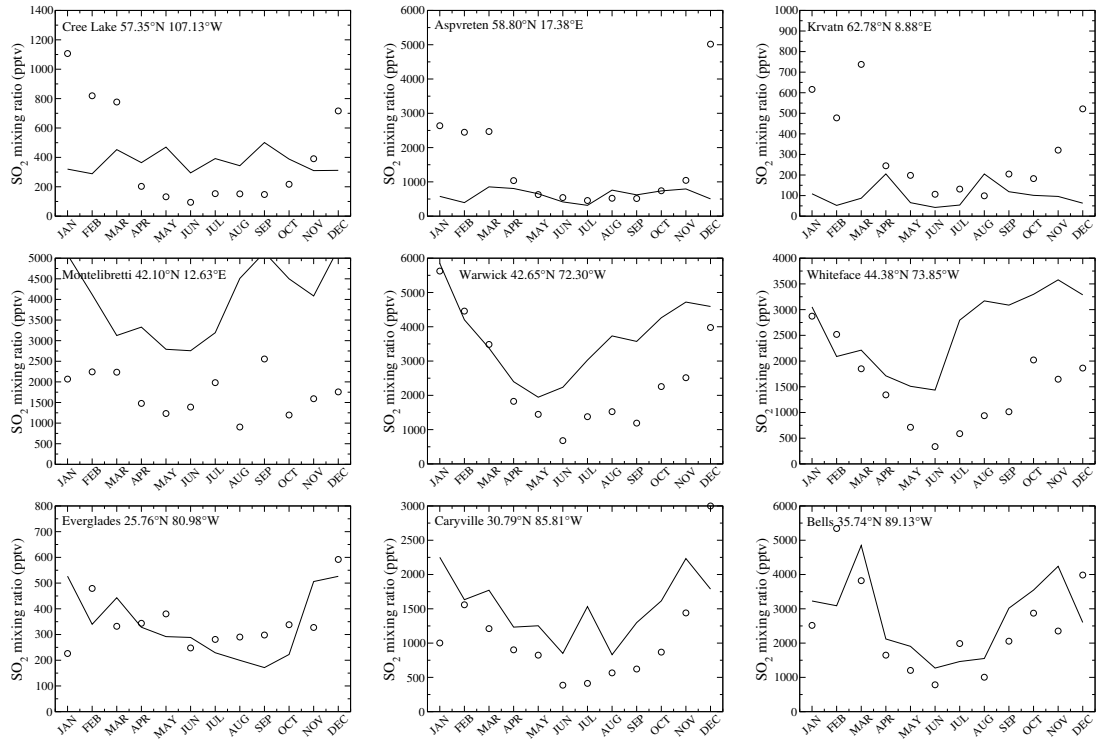 Cree Lake 57.35°N 107.13°W
SO2 mixing ratio (pptv)
1400
1200
1000
800
600
400
200
0
JAN FEB MAR APR MAY JUN JUL AUG SEP OCT NOV DEC
Aspvreten 58.80°N 17.38°E
SO2 mixing ratio (pptv)
6000
5000
4000
3000
2000
1000
0
JAN FEB MAR APR MAY JUN JUL AUG SEP OCT NOV DEC
Krvatn 62.78°N 8.88°E
SO2 mixing ratio (pptv)
1000
900
800
700
600
500
400
300
200
100
0
JAN FEB MAR APR MAY JUN JUL AUG SEP OCT NOV DEC
Montelibretti 42.10°N 12.63°E
SO2 mixing ratio (pptv)
5000
4500
4000
3500
3000
2500
2000
1500
1000
500
0
JAN FEB MAR APR MAY JUN JUL AUG SEP OCT NOV DEC
Warwick 42.65°N 72.30°W
SO2 mixing ratio (pptv)
6000
5000
4000
3000
2000
1000
0
JAN FEB MAR APR MAY JUN JUL AUG SEP OCT NOV DEC
Whiteface 44.38°N 73.85°W
SO2 mixing ratio (pptv)
4000
3500
3000
2500
2000
1500
1000
500
0
JAN FEB MAR APR MAY JUN JUL AUG SEP OCT NOV DEC
Everglades 25.76°N 80.98°W
SO2 mixing ratio (pptv)
800
700
600
500
400
300
200
100
0
JAN FEB MAR APR MAY JUN JUL AUG SEP OCT NOV DEC
Caryville 30.79°N 85.81°W
SO2 mixing ratio (pptv)
3000
2500
2000
1500
1000
500
0
JAN FEB MAR APR MAY JUN JUL AUG SEP OCT NOV DEC
Bells 35.74°N 89.13°W
SO2 mixing ratio (pptv)
6000
5000
4000
3000
2000
1000
0
JAN FEB MAR APR MAY JUN JUL AUG SEP OCT NOV DEC